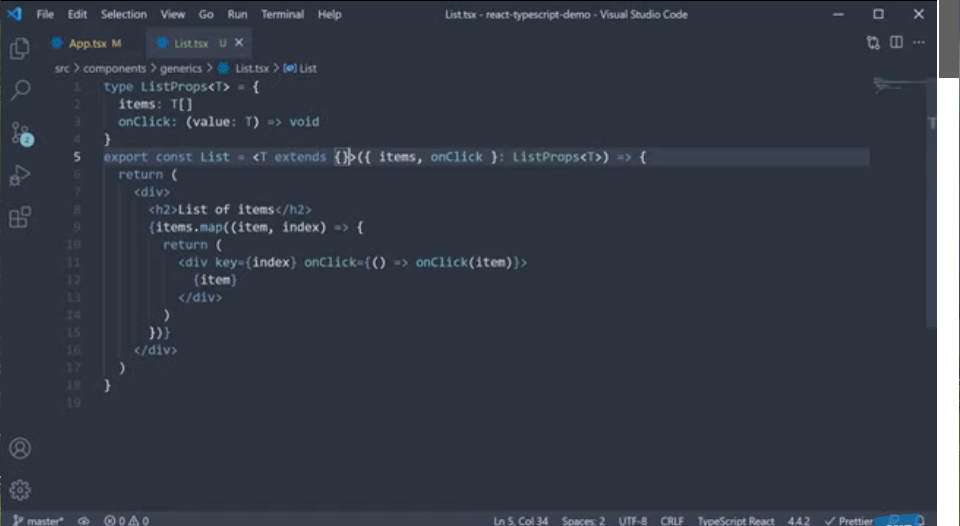 File Edit Selection View Go Run Terminal Help List.tsx - react-typescript-demo - Visual Studio Code
App.tsx M List.tsx U
src > components > generics > List.tsx > List
1 type ListProps<T> = {
2 items: T[]
3 onClick: (value: T) => void
4 }
5 export const List = <T extends {}>({ items, onClick }: ListProps<T>) => {
6 return (
7 <div>
8 <h2>List of items</h2>
9 {items.map((item, index) => {
10 return (
11 <div key={index} onClick={() => onClick(item)}>
12 {item}
13 </div>
14 )
15 })}
16 </div>
17 )
18 }
19
2
master* 0 0 Ln 5, Col 34 Spaces: 2 UTF-8 CRLF TypeScript React 4.4.2 Prettier